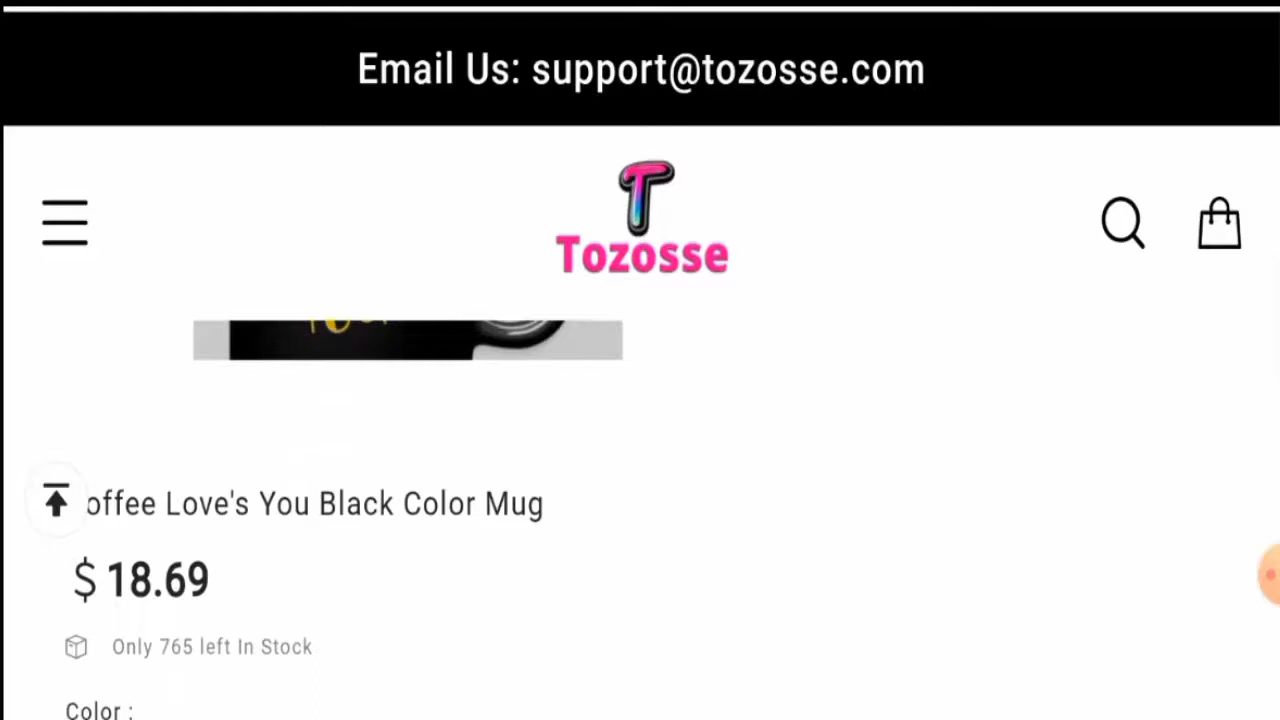 Email Us: support@tozosse.com
T
Tozosse
offee Love's You Black Color Mug
$ 18.69
Only 765 left In Stock
Color :